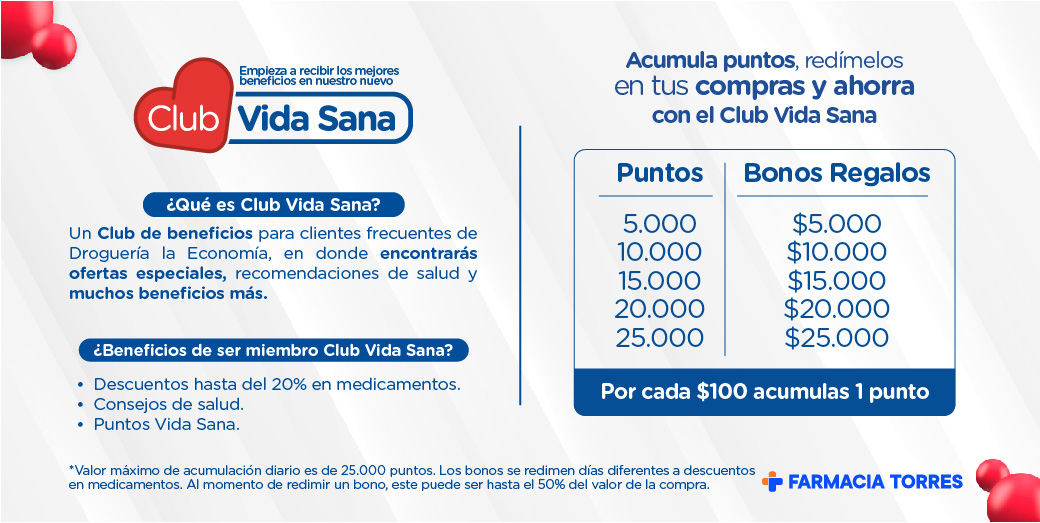 Empieza a recibir los mejores
beneficios en nuestro nuevo
Club Vida Sana
¿Qué es Club Vida Sana?
Un Club de beneficios para clientes frecuentes de
Droguería la Economía, en donde encontrarás
ofertas especiales, recomendaciones de salud y
muchos beneficios más.
¿Beneficios de ser miembro Club Vida Sana?
• Descuentos hasta del 20% en medicamentos.
• Consejos de salud.
• Puntos Vida Sana.
Acumula puntos, redímelos
en tus compras y ahorra
con el Club Vida Sana
Puntos Bonos Regalos
5.000 $5.000
10.000 $10.000
15.000 $15.000
20.000 $20.000
25.000 $25.000
Por cada $100 acumulas 1 punto
*Valor máximo de acumulación diario es de 25.000 puntos. Los bonos se redimen días diferentes a descuentos
en medicamentos. Al momento de redimir un bono, este puede ser hasta el 50% del valor de la compra.
FARMACIA TORRES